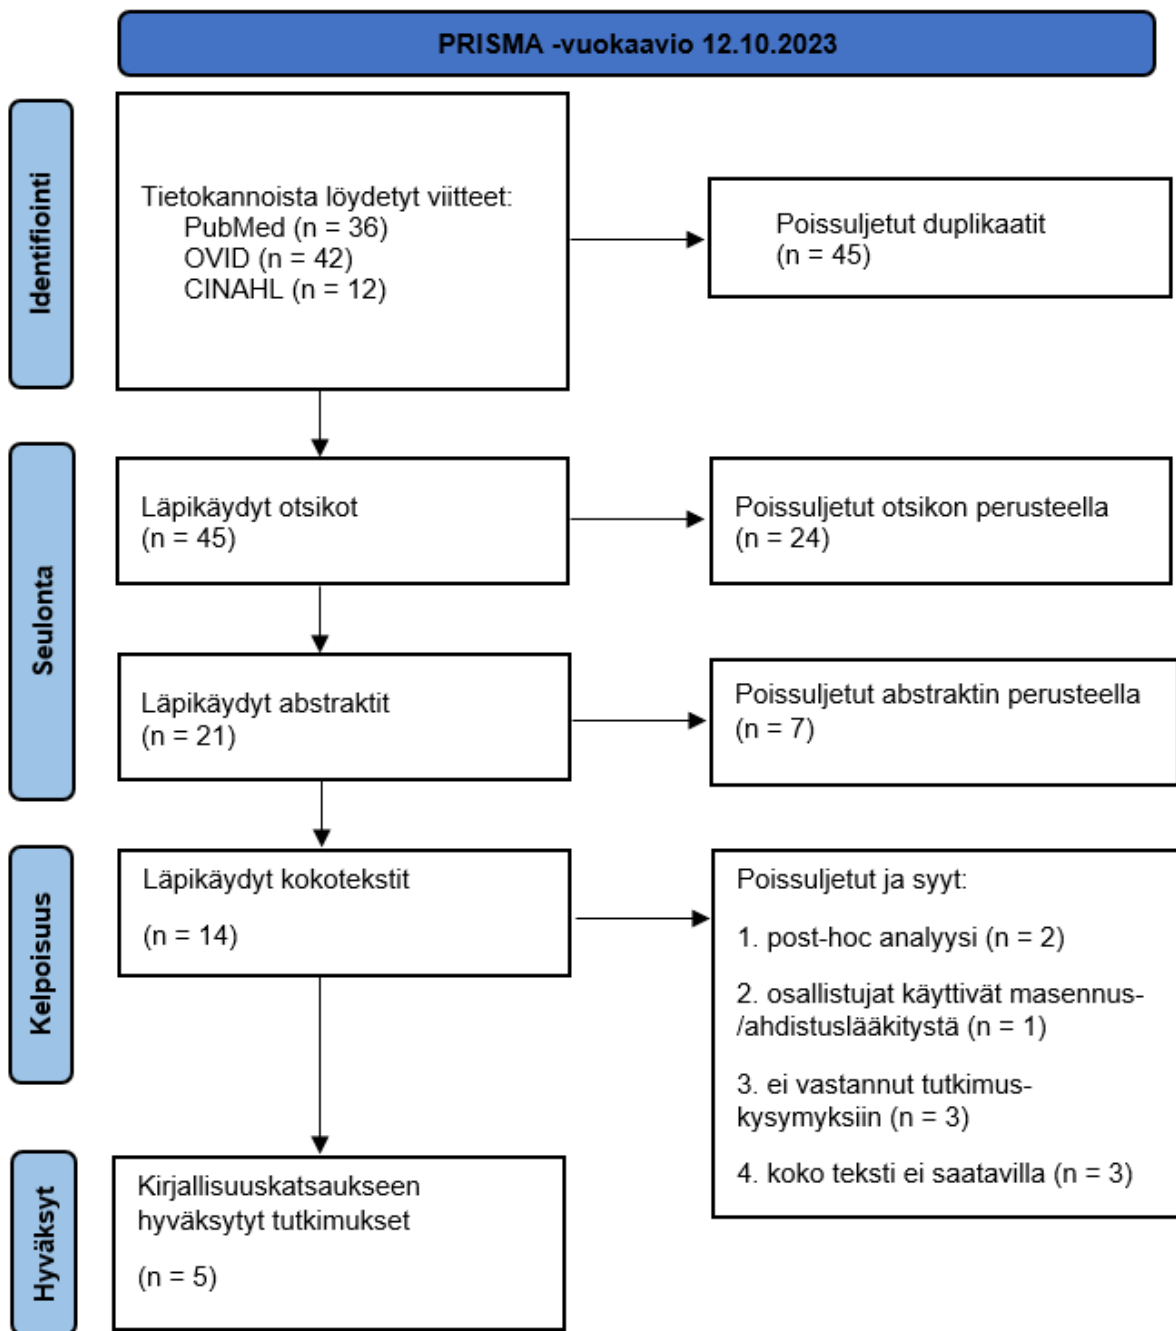 PRISMA -vuokaavio 12.10.2023
Identifiointi
Tietokannoista löydetyt viitteet:
PubMed (n = 36)
OVID (n = 42)
CINAHL (n = 12)
Poissuljetut duplikaatit
(n = 45)
Seulonta
Läpikäydyt otsikot
(n = 45)
Poissuljetut otsikon perusteella
(n = 24)
Läpikäydyt abstraktit
(n = 21)
Poissuljetut abstraktin perusteella
(n = 7)
Kelpoisuus
Läpikäydyt kokotekstit
(n = 14)
Poissuljetut ja syyt:
1. post-hoc analyysi (n = 2)
2. osallistujat käyttivät masennus-
/ahdistuslääkitystä (n = 1)
3. ei vastannut tutkimus-
kysymyksiin (n = 3)
4. koko teksti ei saatavilla (n = 3)
Hyväksyt
Kirjallisuuskatsaukseen
hyväksytyt tutkimukset
(n = 5)